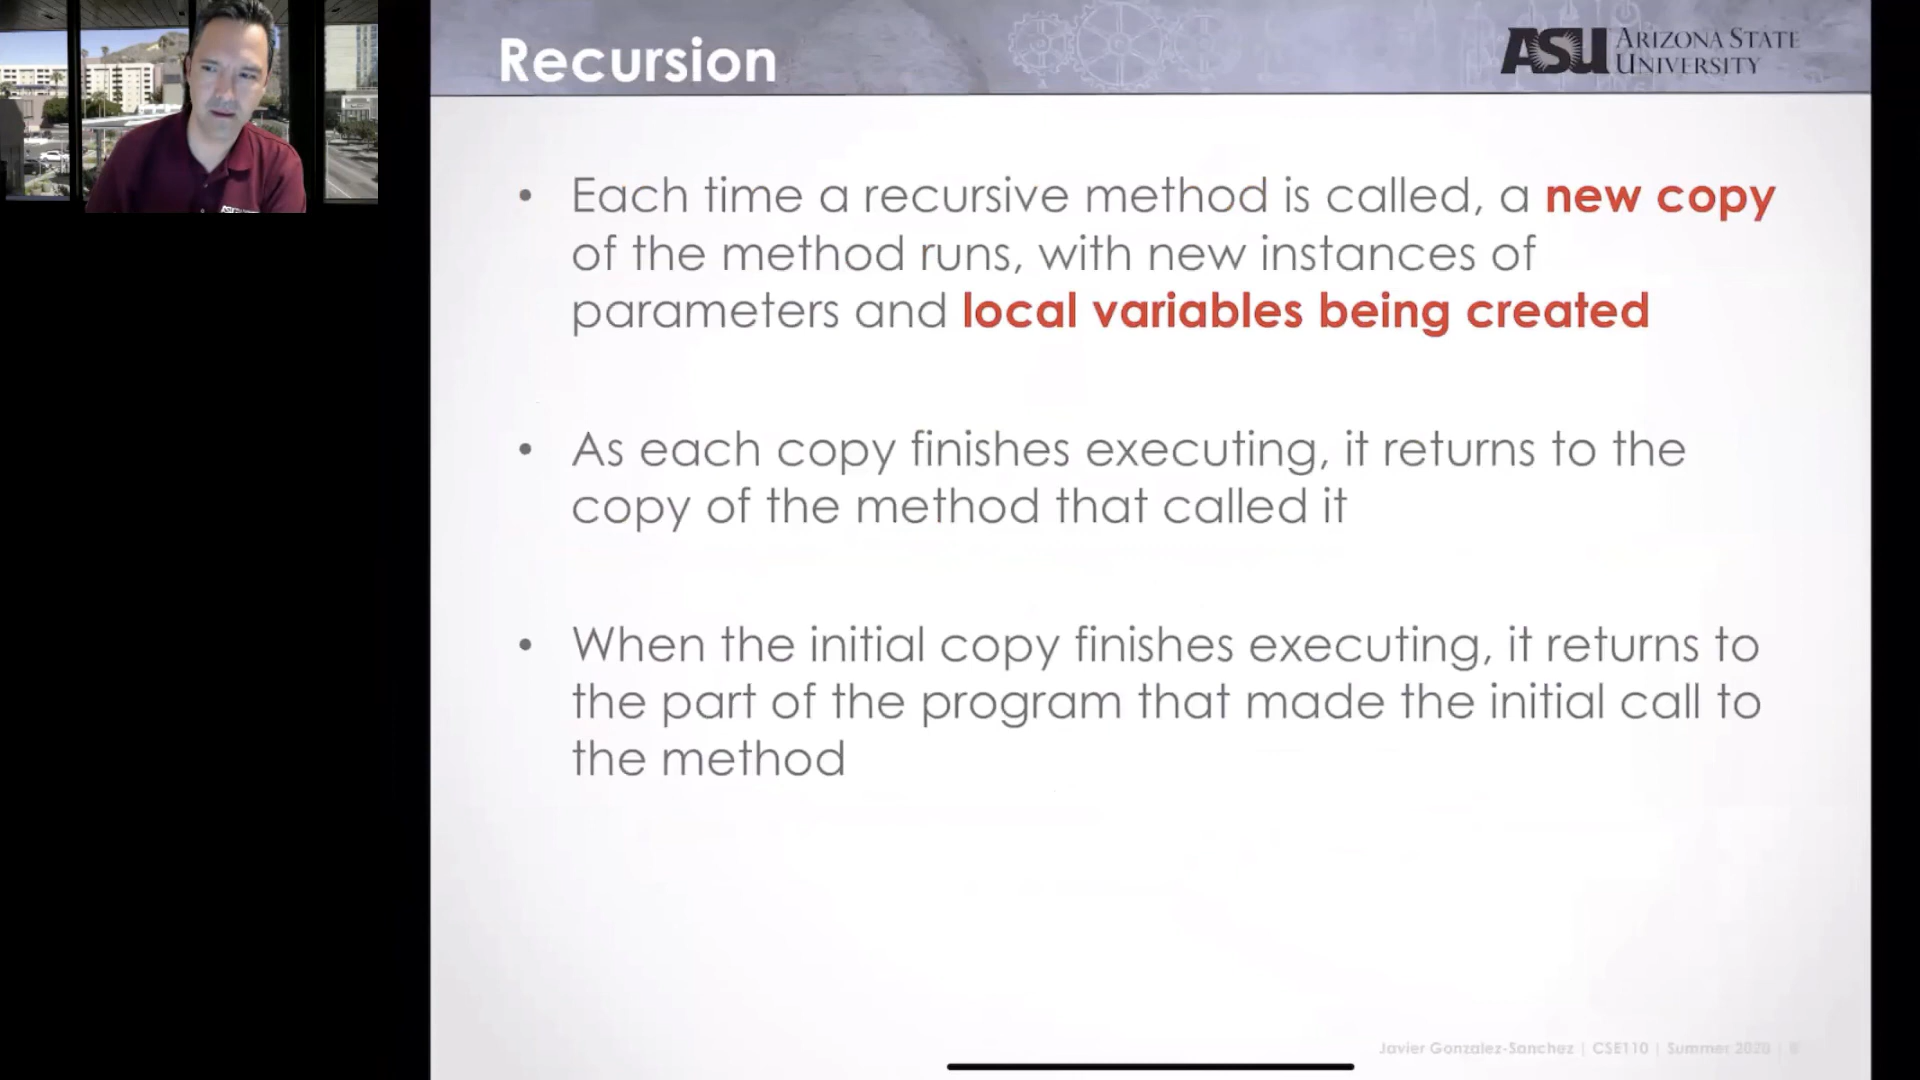 Recursion
ASU ARIZONA STATE
UNIVERSITY
• Each time a recursive method is called, a new copy
of the method runs, with new instances of
parameters and local variables being created
• As each copy finishes executing, it returns to the
copy of the method that called it
• When the initial copy finishes executing, it returns to
the part of the program that made the initial call to
the method
Javier Gonzalez-Sanchez | CSE110 | Summer 2020 |